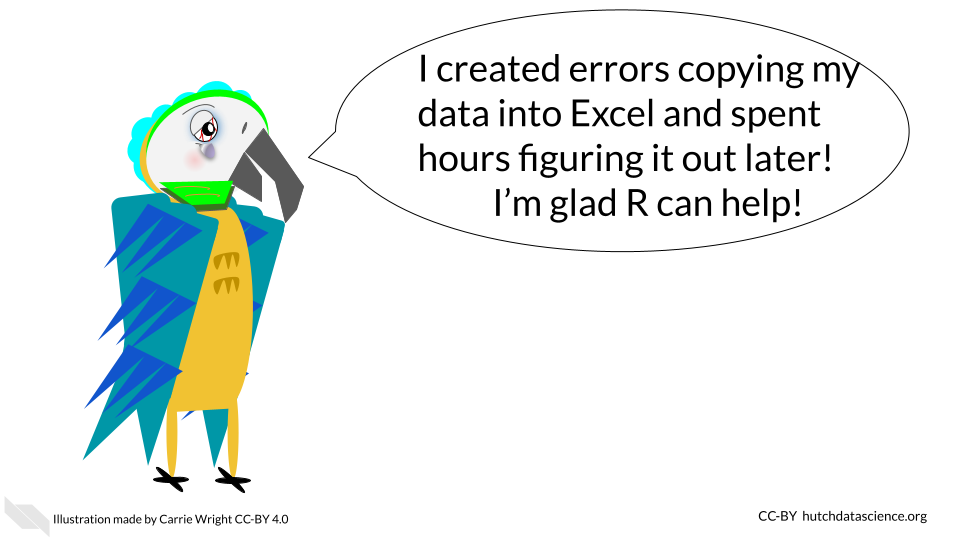 I created errors copying my
data into Excel and spent
hours figuring it out later!
I’m glad R can help!
Illustration made by Carrie Wright CC-BY 4.0
CC-BY hutchdatascience.org